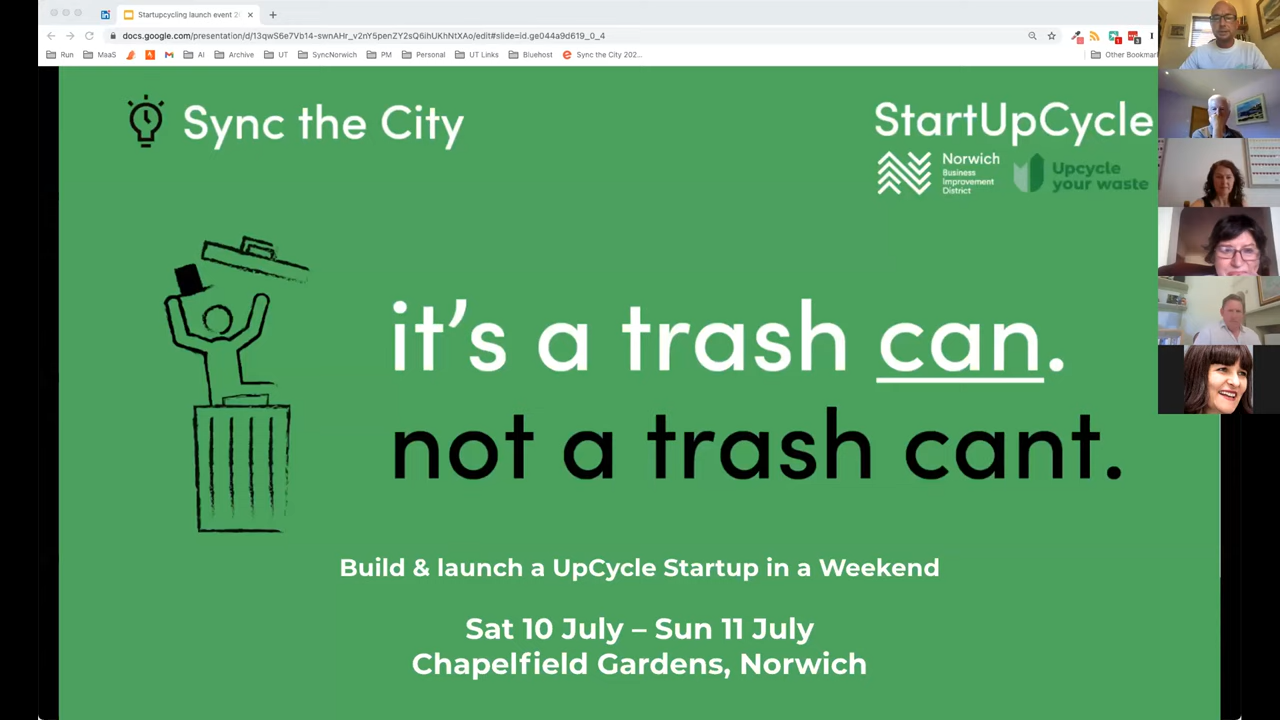 Startupcycling launch event 2
docs.google.com/presentation/d/13qwS6e7Vb14-swnAHr_v2nY5penZY2sQ6ihUKhNtXAo/edit#slide=id.ge044a9d619_0_4
Run MaaS AI Archive UT SyncNorwich PM Personal UT Links Bluehost Sync the City 202... Other Bookmar
Sync the City
StartUpCycle
Norwich
Business
Improvement
District
Upcycle
your waste
it's a trash can.
not a trash cant.
Build & launch a UpCycle Startup in a Weekend
Sat 10 July – Sun 11 July
Chapelfield Gardens, Norwich